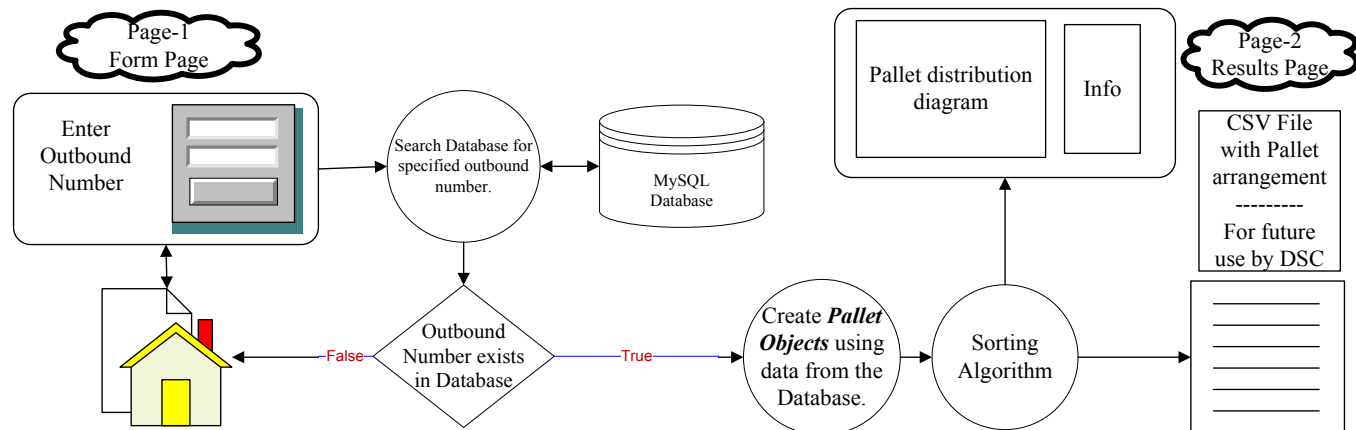 Page-1
Form Page
Enter
Outbound
Number
Search Database for
specified outbound
number.
MySQL
Database
Outbound
Number exists
in Database
False
True
Create Pallet
Objects using
data from the
Database.
Sorting
Algorithm
Pallet distribution
diagram
Info
Page-2
Results Page
CSV File
with Pallet
arrangement
---------
For future
use by DSC